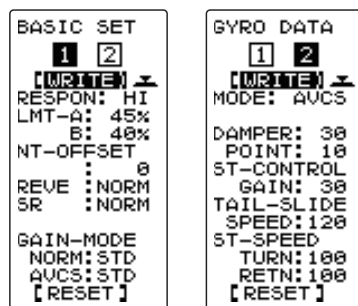 BASIC SET
1 2
[WRITE]
RESPON: HI
LMT-A: 45%
B: 40%
NT-OFFSET
: 0
REVE :NORM
SR :NORM
GAIN-MODE
NORM:STD
AVCS:STD
[RESET]
GYRO DATA
1 2
[WRITE]
MODE: AVCS
DAMPER: 30
POINT: 10
ST-CONTROL
GAIN: 30
TAIL-SLIDE
SPEED:120
ST-SPEED
TURN:100
RETN:100
[RESET]